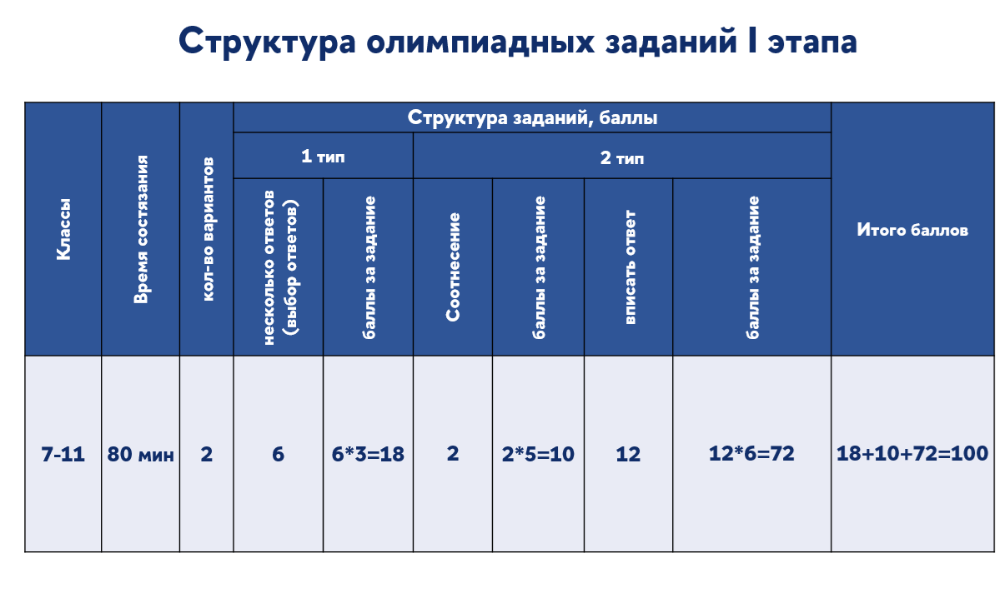 Структура олимпиадных заданий I этапа
Классы
Время состязания
кол-во вариантов
Структура заданий, баллы
1 тип
2 тип
несколько ответов
(выбор ответов)
баллы за задание
Соотнесение
баллы за задание
вписать ответ
баллы за задание
Итого баллов
7-11
80 мин
2
6
6*3=18
2
2*5=10
12
12*6=72
18+10+72=100